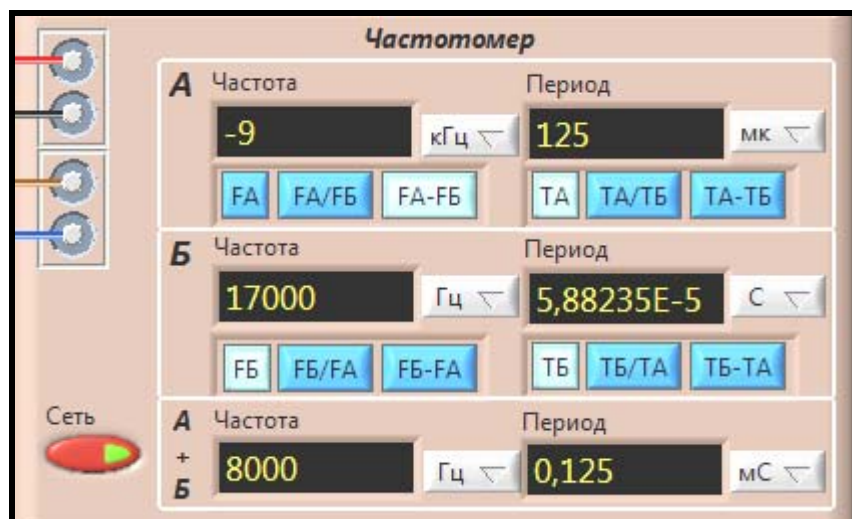 Частотомер
А Частота Период
-9 кГц 125 мк
FA FA/FБ FA-FБ TA TA/TБ TA-TБ
Б Частота Период
17000 Гц 5,88235E-5 С
FБ FБ/FA FБ-FA TБ TБ/TA TБ-TA
Сеть А Частота Период
+
Б 8000 Гц 0,125 мС